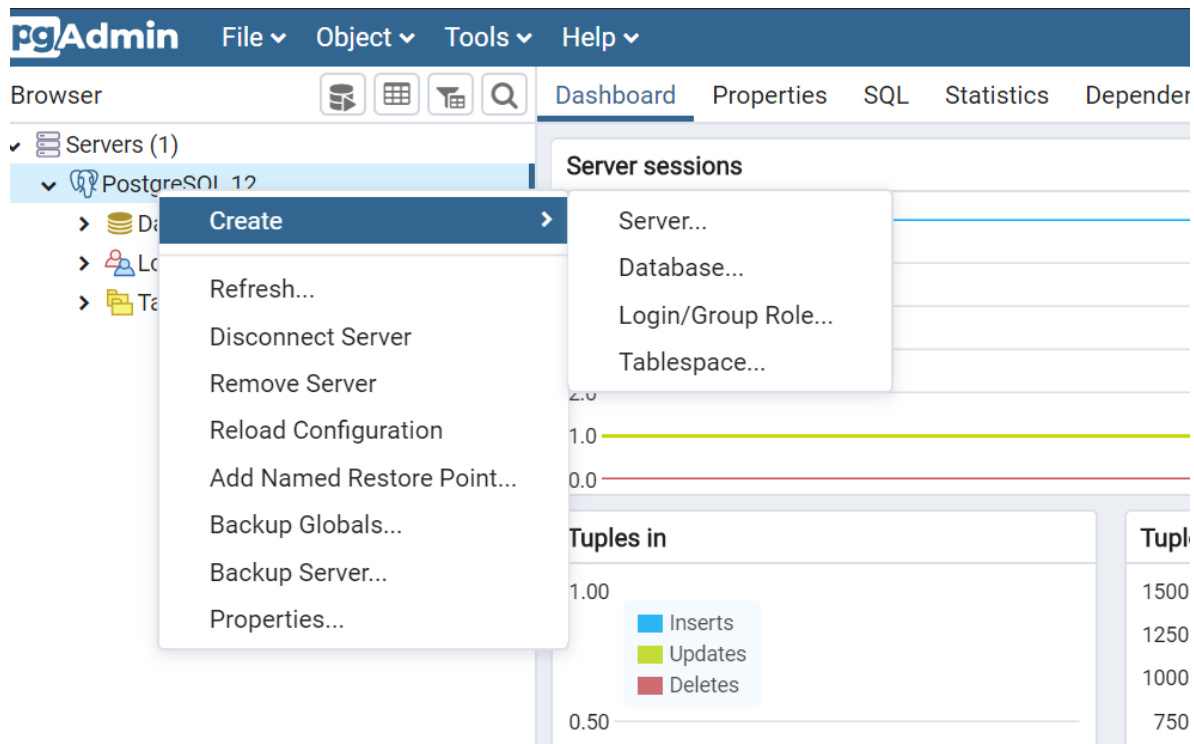 pgAdmin File Object Tools Help
Browser
Dashboard Properties SQL Statistics Depender
Servers (1)
PostgreSQL 12
Create
Refresh...
Disconnect Server
Remove Server
Reload Configuration
Add Named Restore Point...
Backup Globals...
Backup Server...
Properties...
Server...
Database...
Login/Group Role...
Tablespace...
Server sessions
2.0
1.0
0.0
Tuples in
1.00
Inserts
Updates
Deletes
0.50
Tupl
1500
1250
1000
750